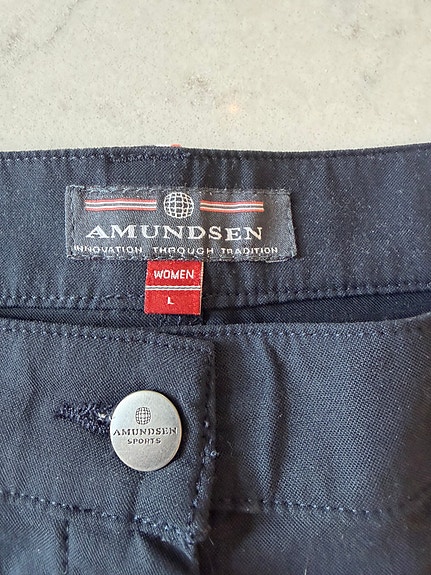 AMUNDSEN
INNOVATION THROUGH TRADITION
WOMEN
L
AMUNDSEN
SPORTS